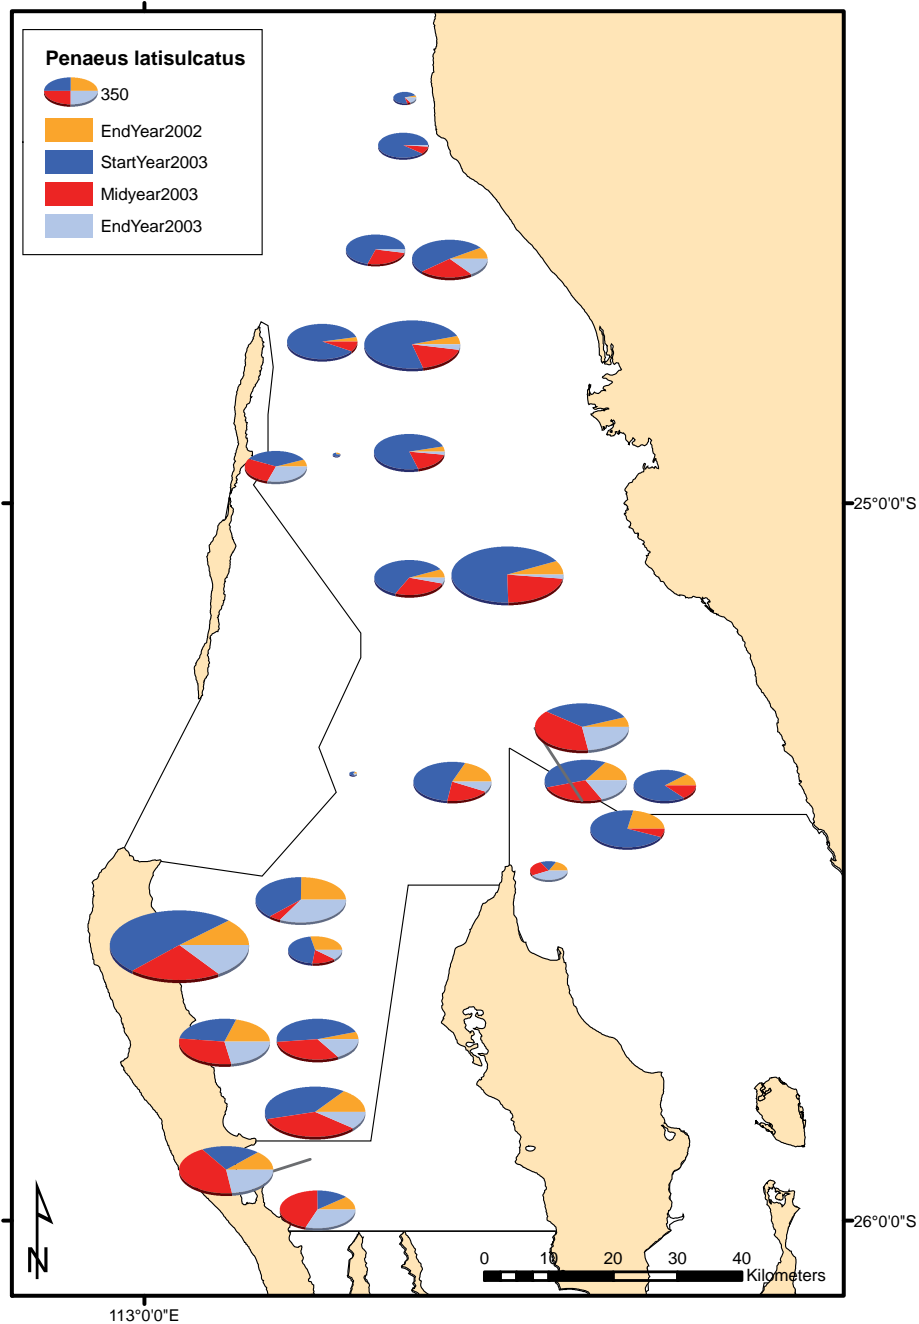 Penaeus latisulcatus
350
EndYear2002
StartYear2003
Midyear2003
EndYear2003
25°0'0"S
26°0'0"S
N
0 10 20 30 40
Kilometers
113°0'0"E